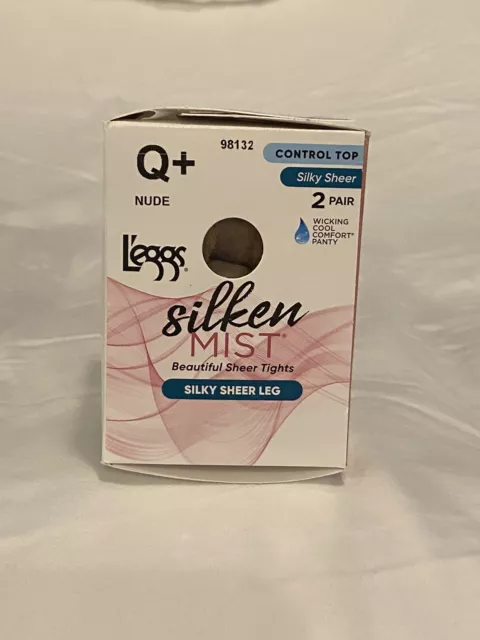 Q+
98132
CONTROL TOP
Silky Sheer
2 PAIR
NUDE
WICKING
COOL
COMFORT®
PANTY
L'eggs®
silken
MIST®
Beautiful Sheer Tights
SILKY SHEER LEG